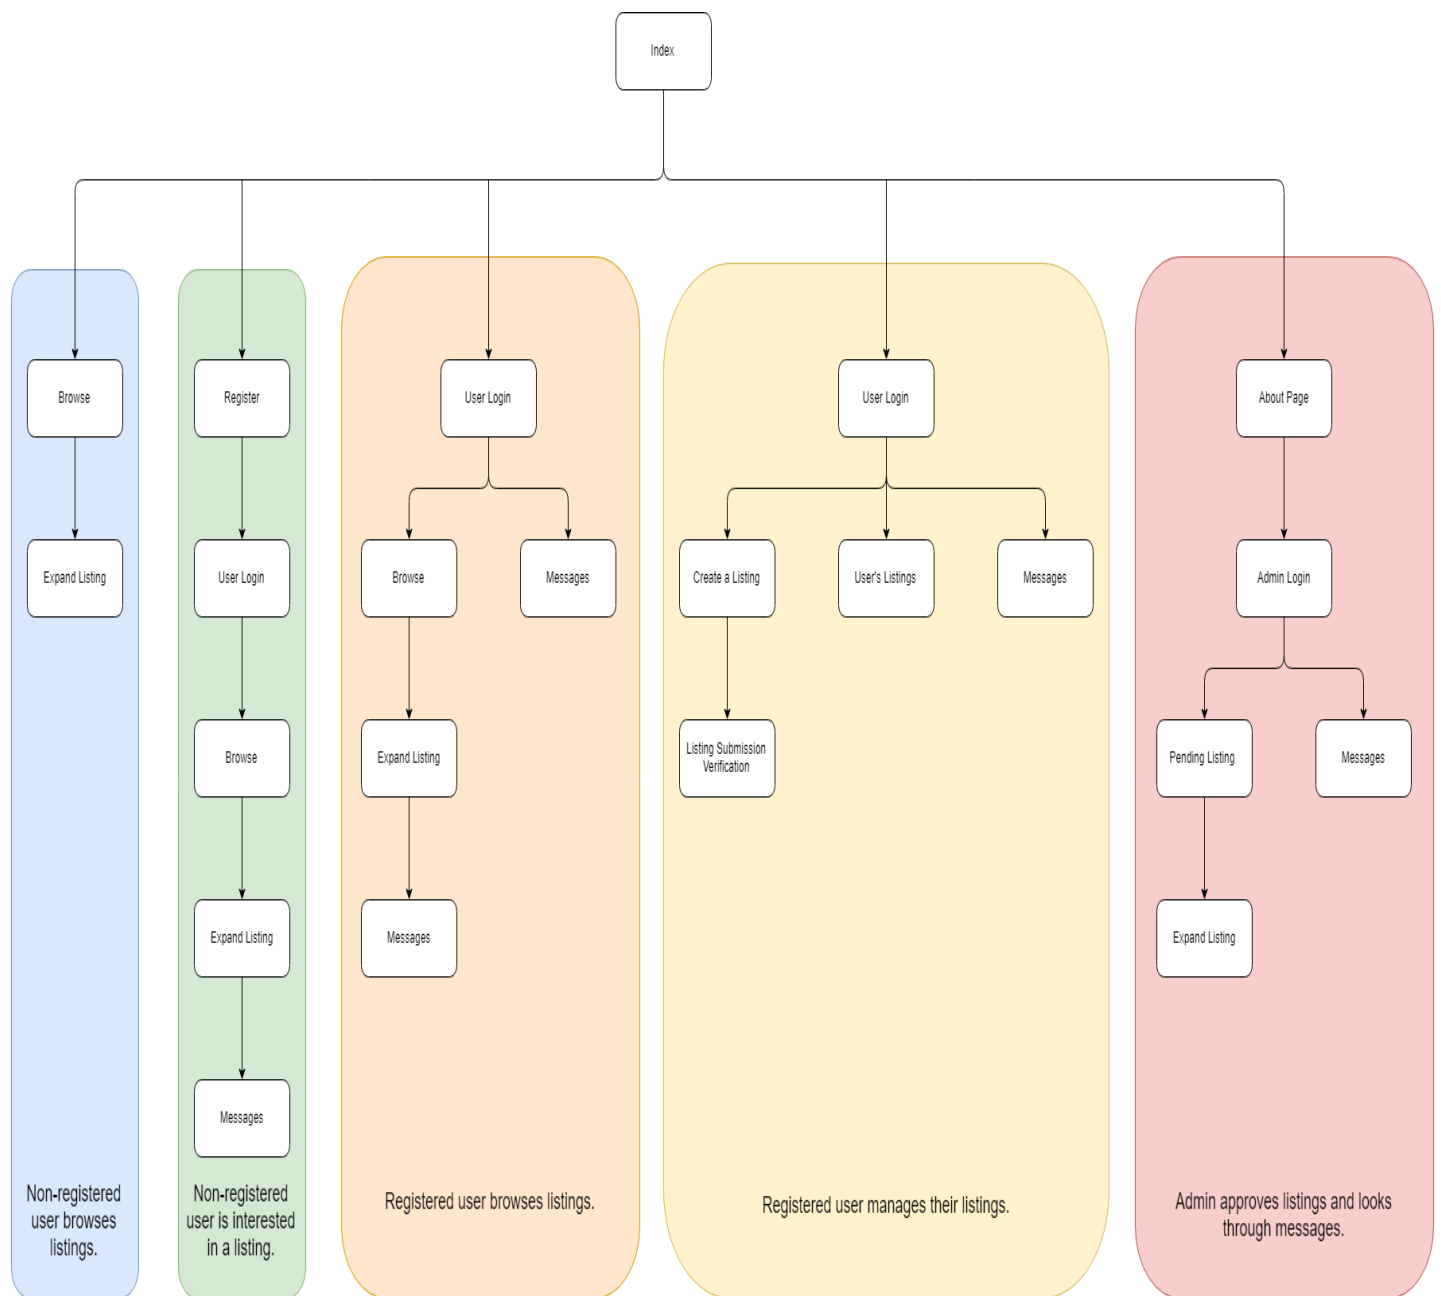 Index
Browse
Register
User Login
User Login
About Page
Expand Listing
User Login
Browse
Messages
Create a Listing
User's Listings
Messages
Admin Login
Browse
Expand Listing
Listing Submission
Verification
Pending Listing
Messages
Expand Listing
Messages
Expand Listing
Messages
Non-registered
user browses
listings.
Non-registered
user is interested
in a listing.
Registered user browses listings.
Registered user manages their listings.
Admin approves listings and looks
through messages.